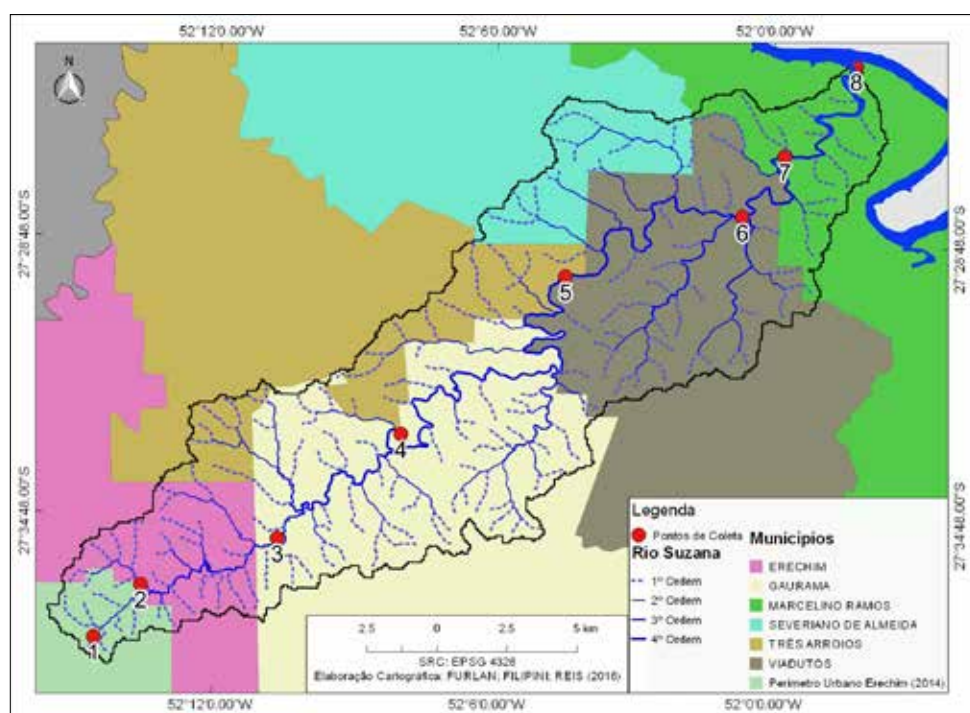 52°12'0.00"W
52°6'0.00"W
52°0'0.00"W
N
8
7
27°28'48.00"S
6
27°28'48.00"S
5
4
27°34'48.00"S
3
27°34'48.00"S
2
1
Legenda
Pontos de Coleta
Rio Suzana
1º Ordem
2º Ordem
3º Ordem
4º Ordem
Municípios
ERECHIM
GAURAMA
MARCELINO RAMOS
SEVERIANO DE ALMEIDA
TRÊS ARROIOS
VIADUTOS
Perímetro Urbano Erechim (2014)
2.5 0 2.5 5 km
SRC: EPSG 4326
Elaboração Cartográfica: FURLAN; FILIPINI; REIS (2016)
52°12'0.00"W
52°6'0.00"W
52°0'0.00"W